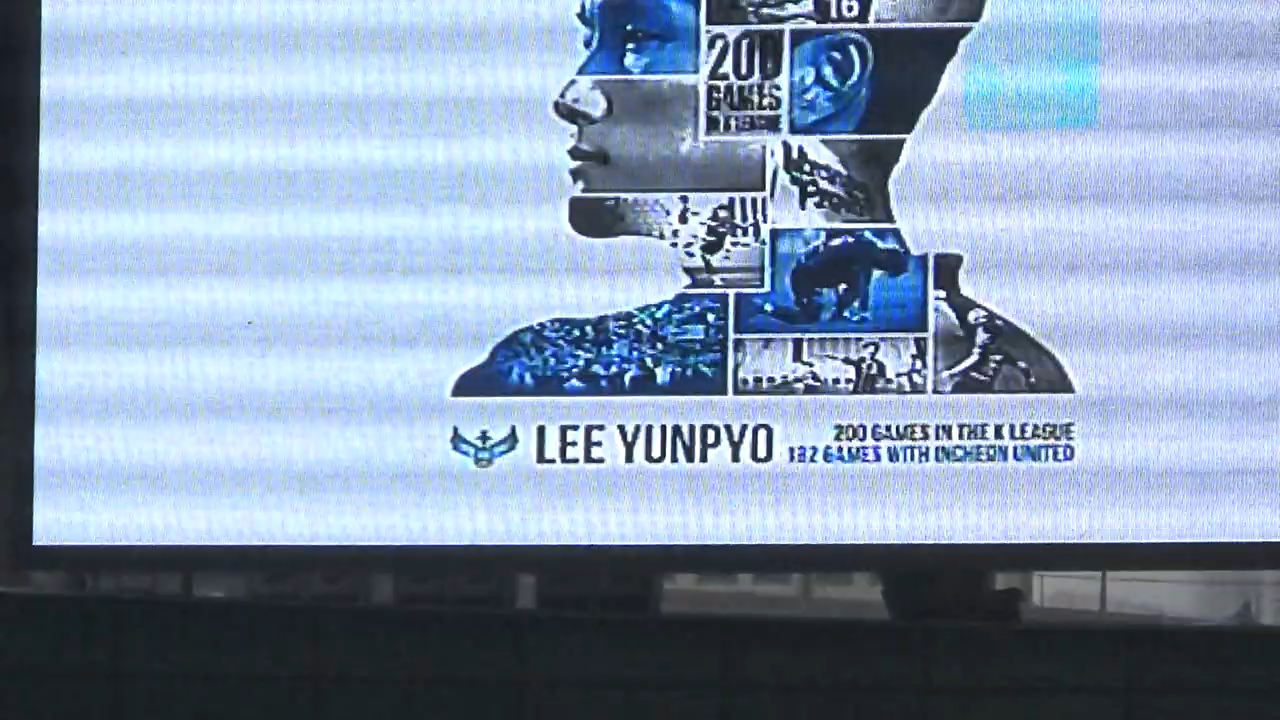 16
200
GAMES
LEE YUNPYO
200 GAMES IN THE K LEAGUE
182 GAMES WITH INCHEON UNITED